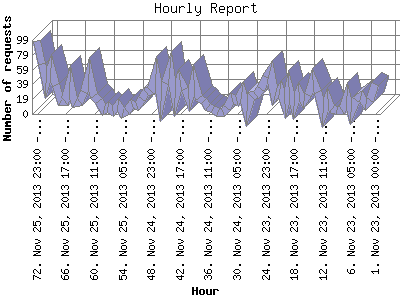 Hourly Report
Number of requests
99
79
59
39
19
0
72. Nov 25, 2013 23:00 -...
66. Nov 25, 2013 17:00 -...
60. Nov 25, 2013 11:00 -...
54. Nov 25, 2013 05:00 -...
48. Nov 24, 2013 23:00 -...
42. Nov 24, 2013 17:00 -...
36. Nov 24, 2013 11:00 -...
30. Nov 24, 2013 05:00 -...
24. Nov 23, 2013 23:00 -...
18. Nov 23, 2013 17:00 -...
12. Nov 23, 2013 11:00 -...
6. Nov 23, 2013 05:00 -...
1. Nov 23, 2013 00:00 -...
Hour